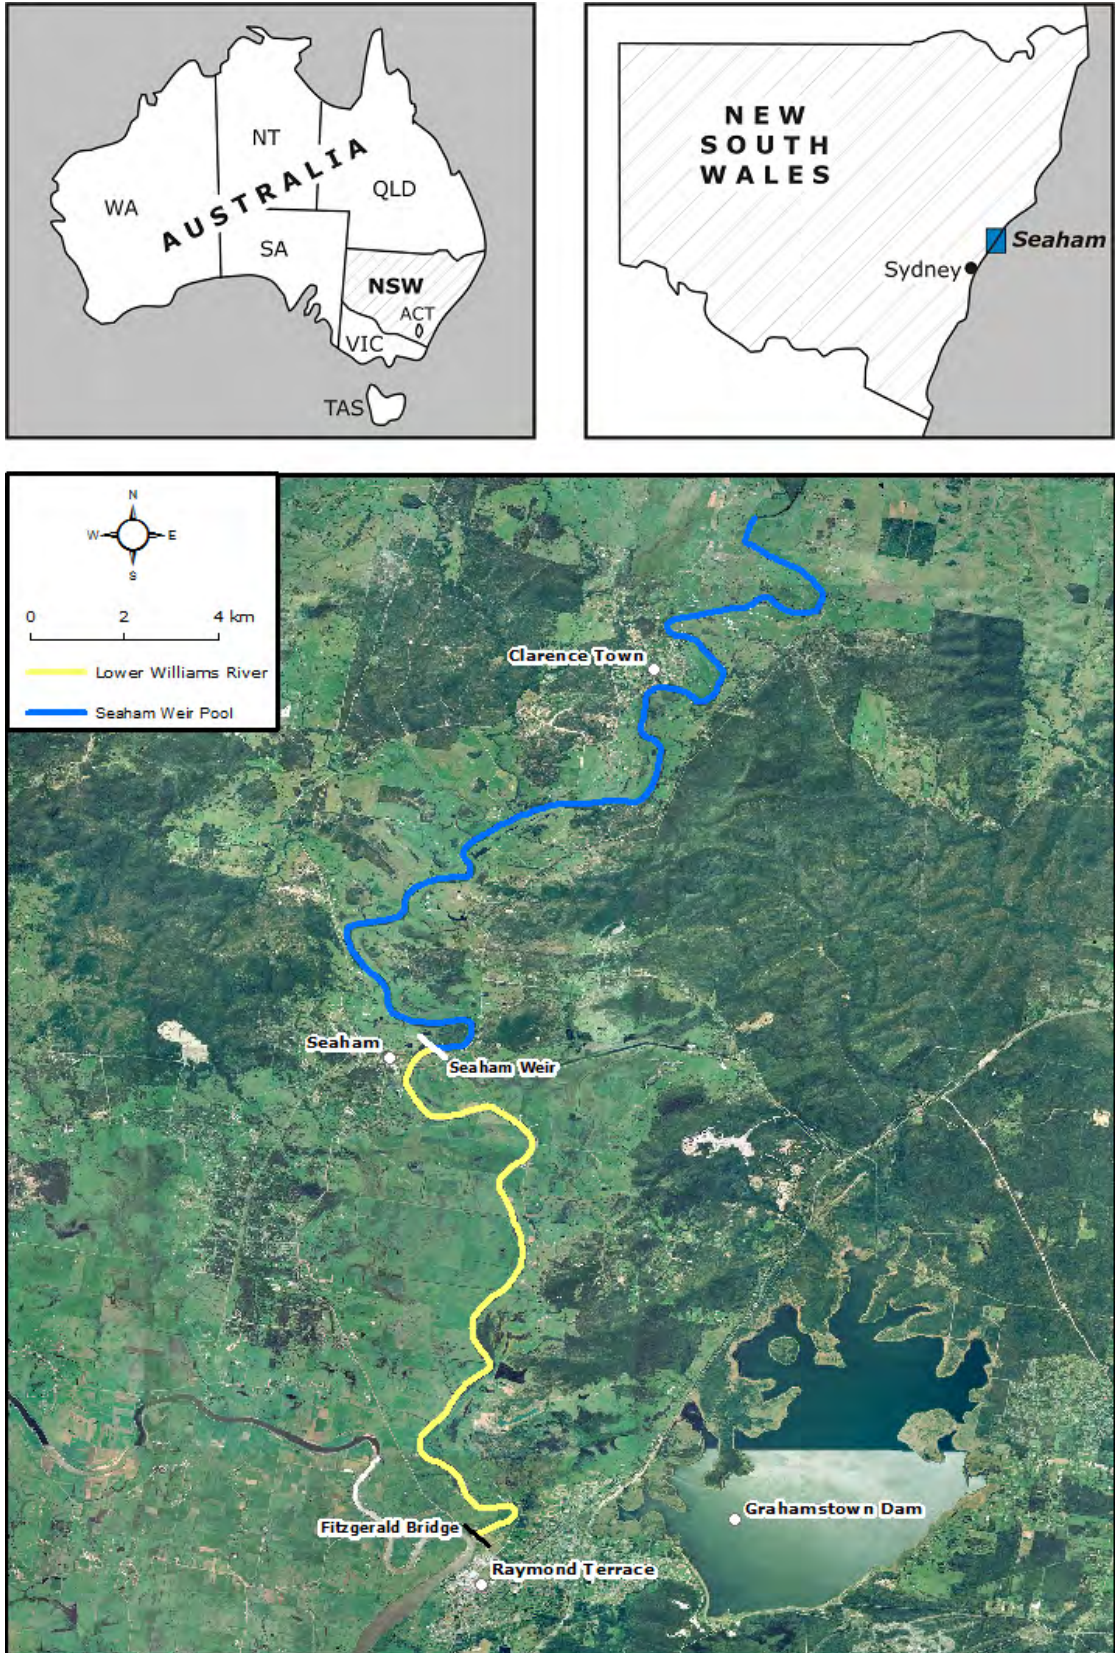 WA
NT
QLD
AUSTRALIA
SA
NSW
ACT
VIC
TAS
NEW
SOUTH
WALES
Seaham
Sydney
N
W
E
S
0 2 4 km
Lower Williams River
Seaham Weir Pool
Clarence Town
Seaham
Seaham Weir
Grahamstown Dam
Fitzgerald Bridge
Raymond Terrace